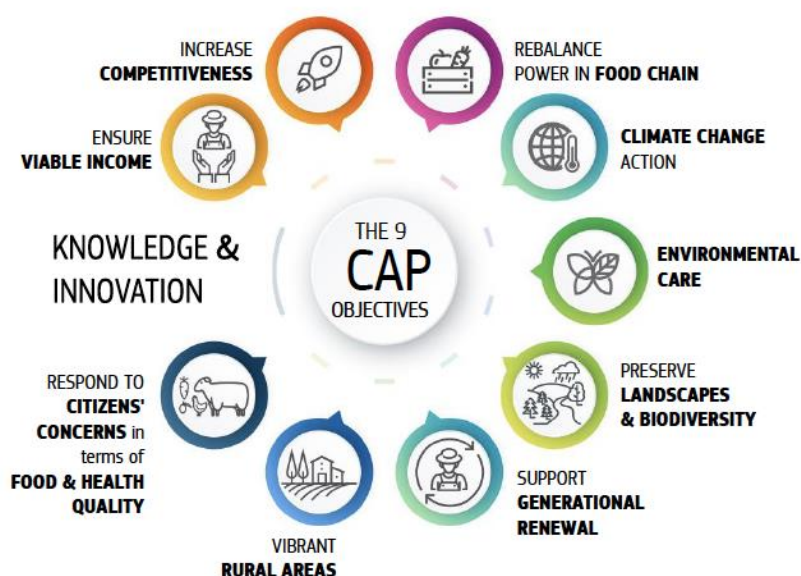 THE 9
CAP
OBJECTIVES
INCREASE
COMPETITIVENESS
REBALANCE
POWER IN FOOD CHAIN
CLIMATE CHANGE
ACTION
ENVIRONMENTAL
CARE
PRESERVE
LANDSCAPES
& BIODIVERSITY
SUPPORT
GENERATIONAL
RENEWAL
VIBRANT
RURAL AREAS
RESPOND TO
CITIZENS'
CONCERNS in
terms of
FOOD & HEALTH
QUALITY
KNOWLEDGE &
INNOVATION
ENSURE
VIABLE INCOME